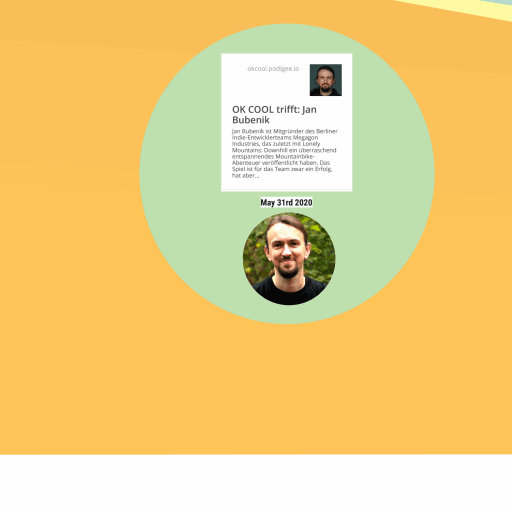 okcool.podigee.io
OK COOL trifft: Jan
Bubenik
Jan Bubenik ist Mitgründer des Berliner
Indie-Entwicklerteams Megagon
Industries, das zuletzt mit Lonely
Mountains: Downhill ein überraschend
entspannendes Mountainbike-
Abenteuer veröffentlicht haben. Das
Spiel ist für das Team zwar ein Erfolg,
hat aber...
May 31rd 2020